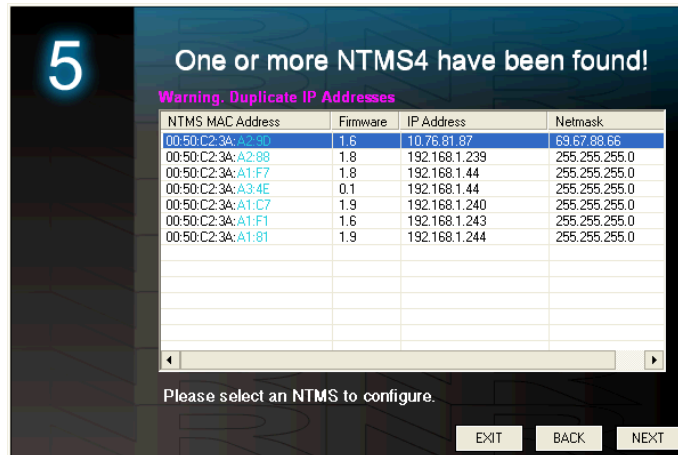 5
One or more NTMS4 have been found!
Warning. Duplicate IP Addresses
NTMS MAC Address Firmware IP Address Netmask
00:50:C2:3A:A2:9D 1.6 10.76.81.87 69.67.88.66
00:50:C2:3A:A2:88 1.8 192.168.1.239 255.255.255.0
00:50:C2:3A:A1:F7 1.8 192.168.1.44 255.255.255.0
00:50:C2:3A:A3:4E 0.1 192.168.1.44 255.255.255.0
00:50:C2:3A:A1:C7 1.9 192.168.1.240 255.255.255.0
00:50:C2:3A:A1:F1 1.6 192.168.1.243 255.255.255.0
00:50:C2:3A:A1:81 1.9 192.168.1.244 255.255.255.0
Please select an NTMS to configure.
EXIT BACK NEXT